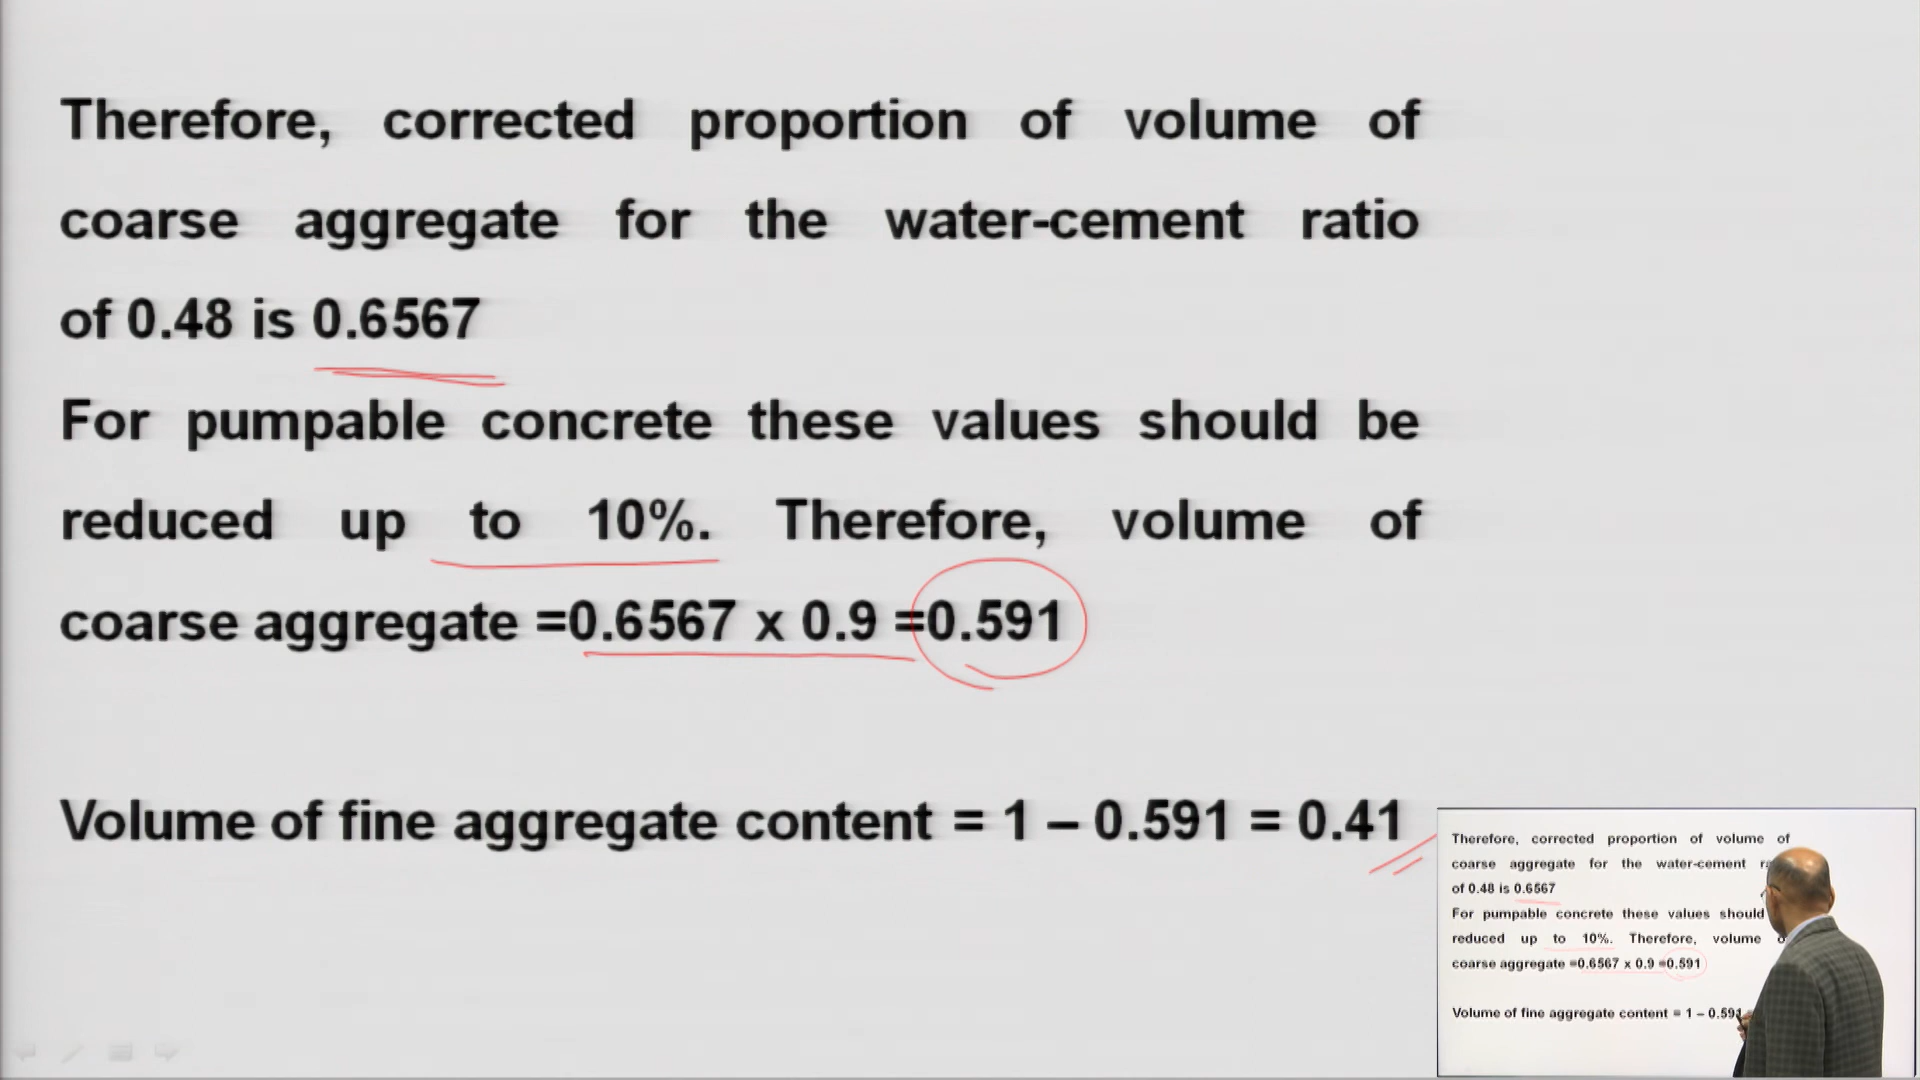 Therefore, corrected proportion of volume of
coarse aggregate for the water-cement ratio
of 0.48 is 0.6567
For pumpable concrete these values should be
reduced up to 10%. Therefore, volume of
coarse aggregate =0.6567 x 0.9 =0.591
Volume of fine aggregate content = 1 – 0.591 = 0.41
Therefore, corrected proportion of volume of
coarse aggregate for the water-cement
of 0.48 is 0.6567
For pumpable concrete these values should
reduced up to 10%. Therefore, volume
coarse aggregate =0.6567 x 0.9 =0.591
Volume of fine aggregate content = 1 – 0.591